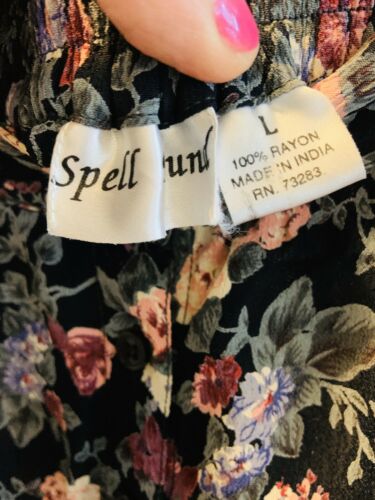 Spell
L
100% RAYON
MADE IN INDIA
RN. 73283